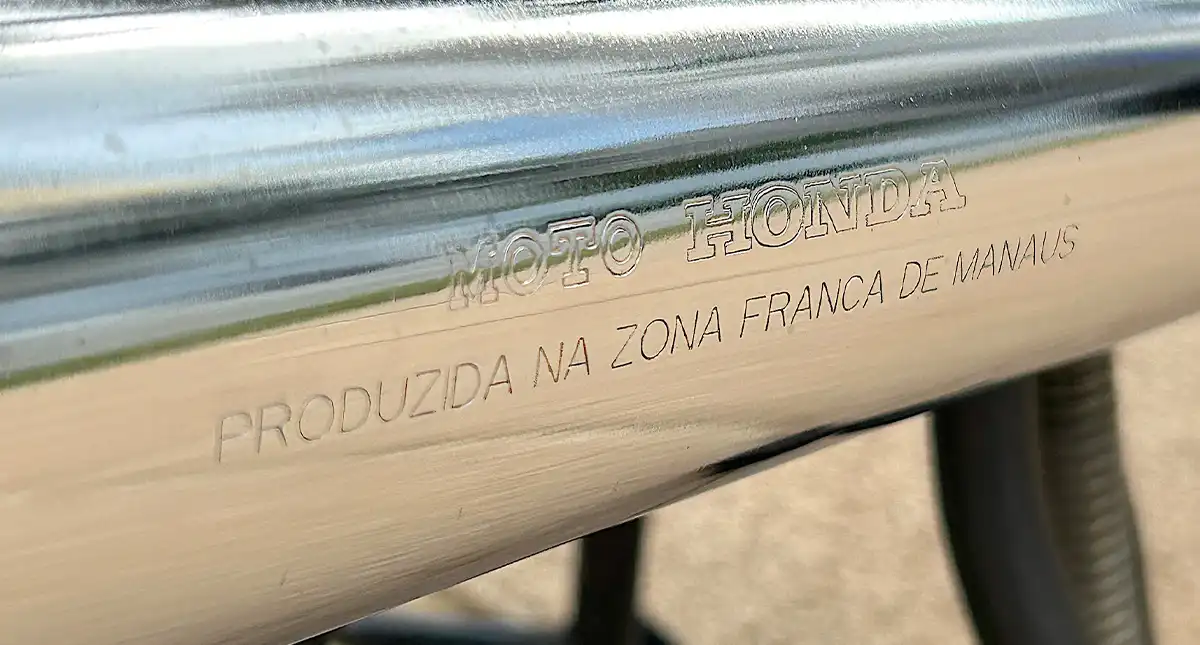 MOTO HONDA
PRODUZIDA NA ZONA FRANCA DE MANAUS